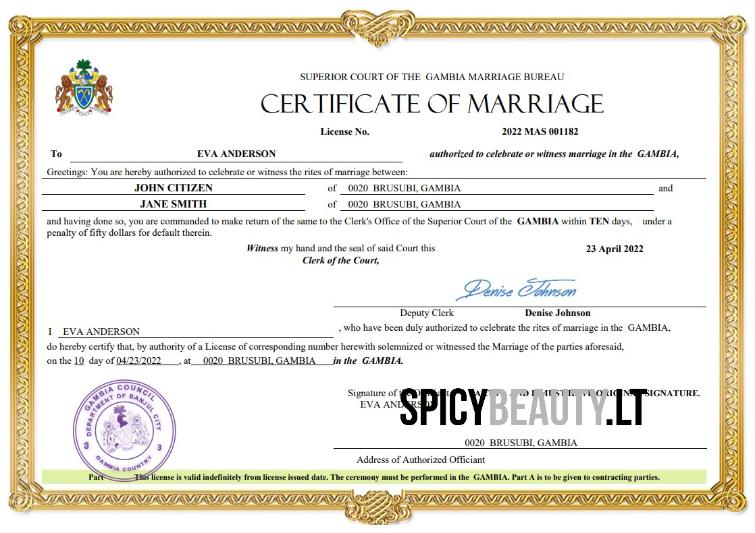 SUPERIOR COURT OF THE GAMBIA MARRIAGE BUREAU
CERTIFICATE OF MARRIAGE
License No. 2022 MAS 001182
To EVA ANDERSON authorized to celebrate or witness marriage in the GAMBIA,
Greetings: You are hereby authorized to celebrate or witness the rites of marriage between:
JOHN CITIZEN of 0020 BRUSUBI, GAMBIA and
JANE SMITH of 0020 BRUSUBI, GAMBIA
and having done so, you are commanded to make return of the same to the Clerk's Office of the Superior Court of the GAMBIA within TEN days, under a
penalty of fifty dollars for default therein.
Witness my hand and the seal of said Court this 23 April 2022
Clerk of the Court,
Denise Johnson
Deputy Clerk Denise Johnson
I EVA ANDERSON , who have been duly authorized to celebrate the rites of marriage in the GAMBIA,
do hereby certify that, by authority of a License of corresponding number herewith solemnized or witnessed the Marriage of the parties aforesaid,
on the 10 day of 04/23/2022 , at 0020 BRUSUBI, GAMBIA in the GAMBIA.
GAMBIA COUNCIL
DEPARTMENT OF BANJUL CITY
3 3
GAMBIA COUNTRY
Signature of SIGNATURE.
EVA ANDERSON
SPICYBEAUTY.LT
0020 BRUSUBI, GAMBIA
Address of Authorized Officiant
Part This license is valid indefinitely from license issued date. The ceremony must be performed in the GAMBIA. Part A is to be given to contracting parties.